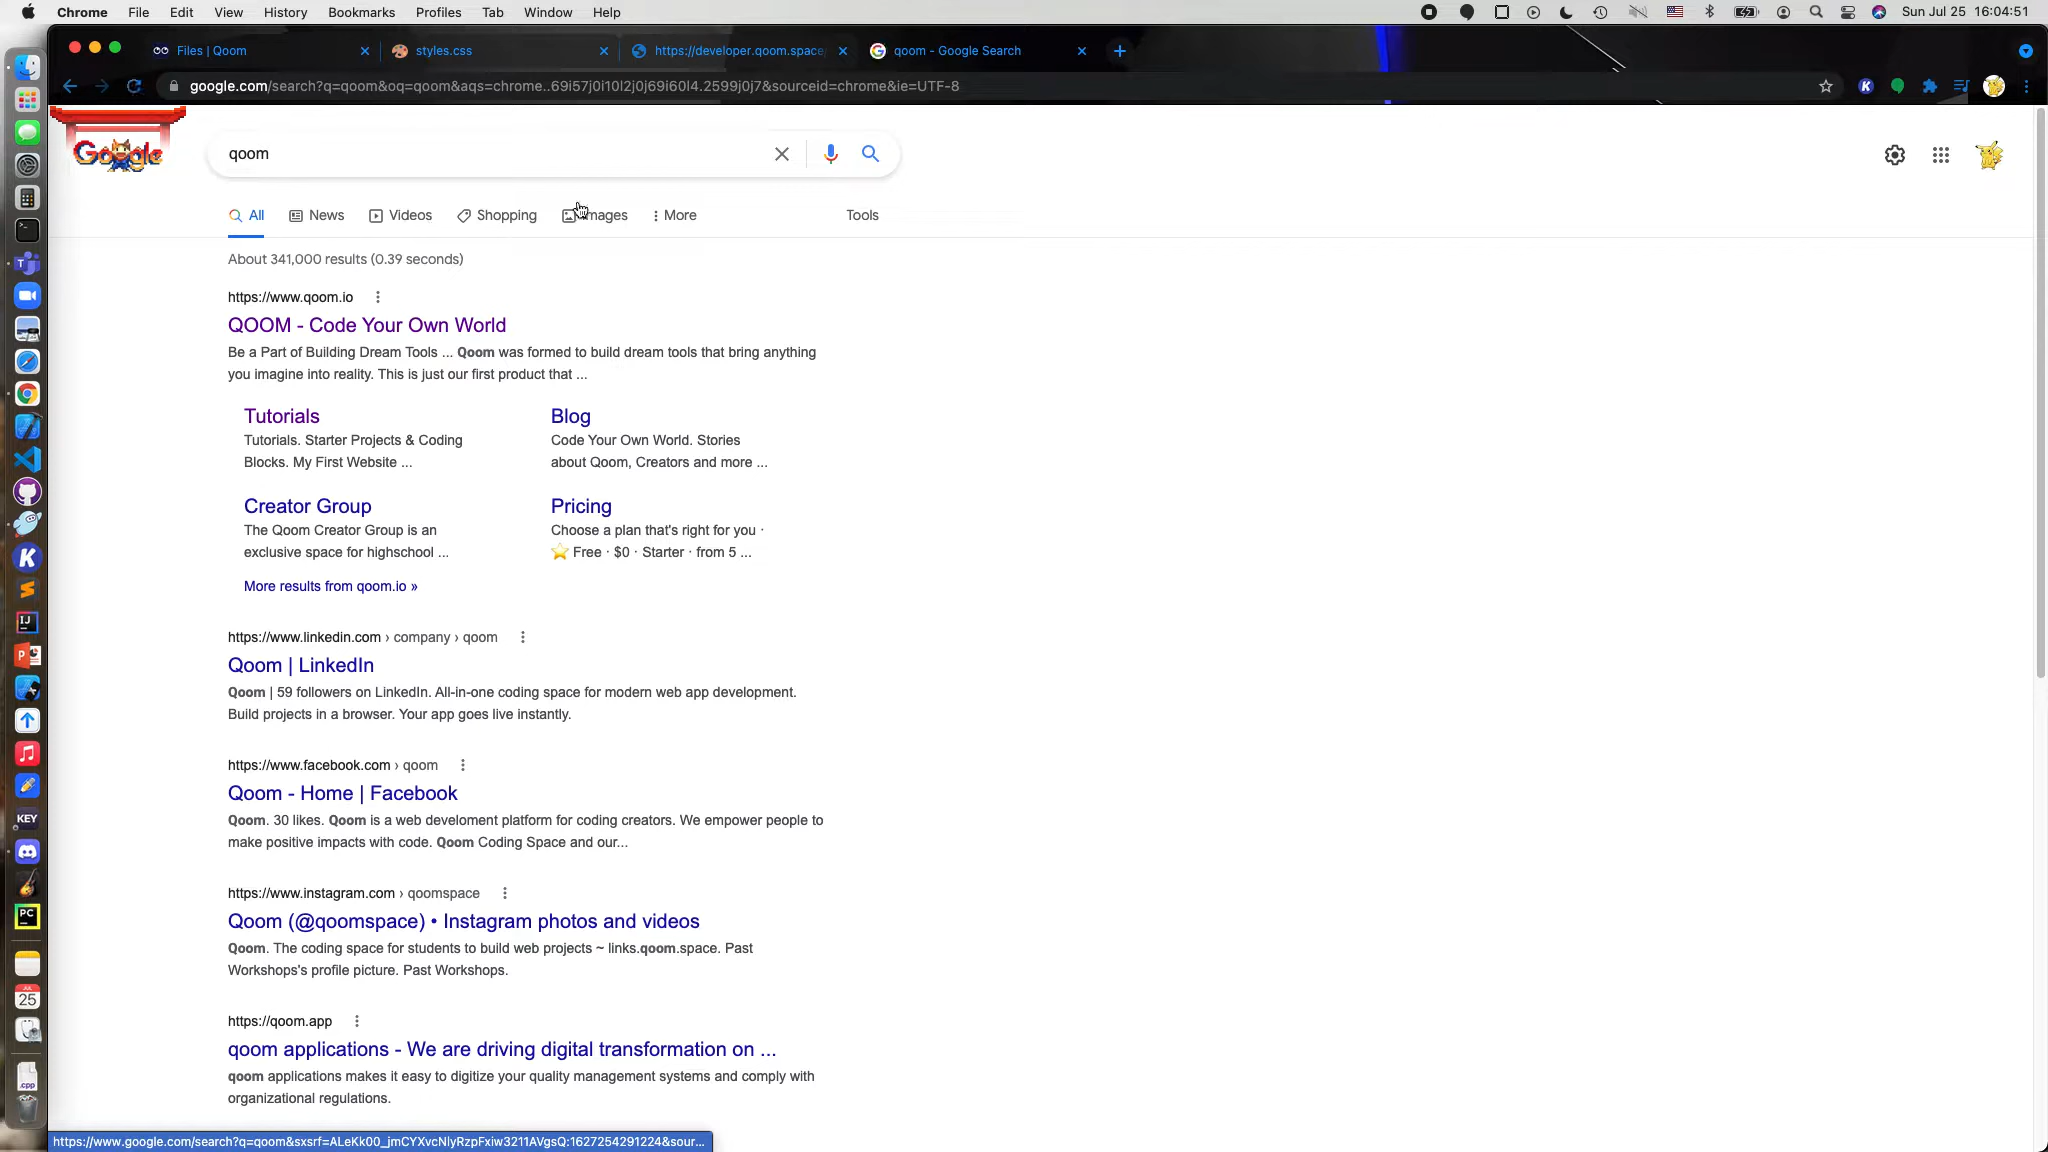 Chrome File Edit View History Bookmarks Profiles Tab Window Help
Sun Jul 25 16:04:51
Files | Qoom
styles.css
https://developer.qoom.space
qoom - Google Search
google.com/search?q=qoom&oq=qoom&aqs=chrome..69i57j0i10l2j0j69i60l4.2599j0j7&sourceid=chrome&ie=UTF-8
Google
qoom
All News Videos Shopping Images More Tools
About 341,000 results (0.39 seconds)
https://www.qoom.io
QOOM - Code Your Own World
Be a Part of Building Dream Tools ... Qoom was formed to build dream tools that bring anything
you imagine into reality. This is just our first product that ...
Tutorials
Tutorials. Starter Projects & Coding
Blocks. My First Website ...
Blog
Code Your Own World. Stories
about Qoom, Creators and more ...
Creator Group
The Qoom Creator Group is an
exclusive space for highschool ...
Pricing
Choose a plan that's right for you ·
Free · $0 · Starter · from 5 ...
More results from qoom.io »
https://www.linkedin.com › company › qoom
Qoom | LinkedIn
Qoom | 59 followers on LinkedIn. All-in-one coding space for modern web app development.
Build projects in a browser. Your app goes live instantly.
https://www.facebook.com › qoom
Qoom - Home | Facebook
Qoom. 30 likes. Qoom is a web develoment platform for coding creators. We empower people to
make positive impacts with code. Qoom Coding Space and our...
https://www.instagram.com › qoomspace
Qoom (@qoomspace) • Instagram photos and videos
Qoom. The coding space for students to build web projects ~ links.qoom.space. Past
Workshops's profile picture. Past Workshops.
https://qoom.app
qoom applications - We are driving digital transformation on ...
qoom applications makes it easy to digitize your quality management systems and comply with
organizational regulations.
https://www.google.com/search?q=qoom&sxsrf=ALeKk00_jmCYXvcNlyRzpFxiw3211AVgsQ:1627254291224&sour...
K
IJ
P
KEY
PC
JUL
25
.cpp